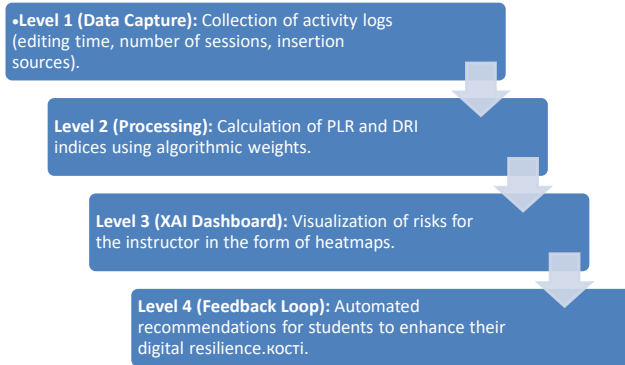 •Level 1 (Data Capture): Collection of activity logs
(editing time, number of sessions, insertion
sources).
Level 2 (Processing): Calculation of PLR and DRI
indices using algorithmic weights.
Level 3 (XAI Dashboard): Visualization of risks for
the instructor in the form of heatmaps.
Level 4 (Feedback Loop): Automated
recommendations for students to enhance their
digital resilience.кості.